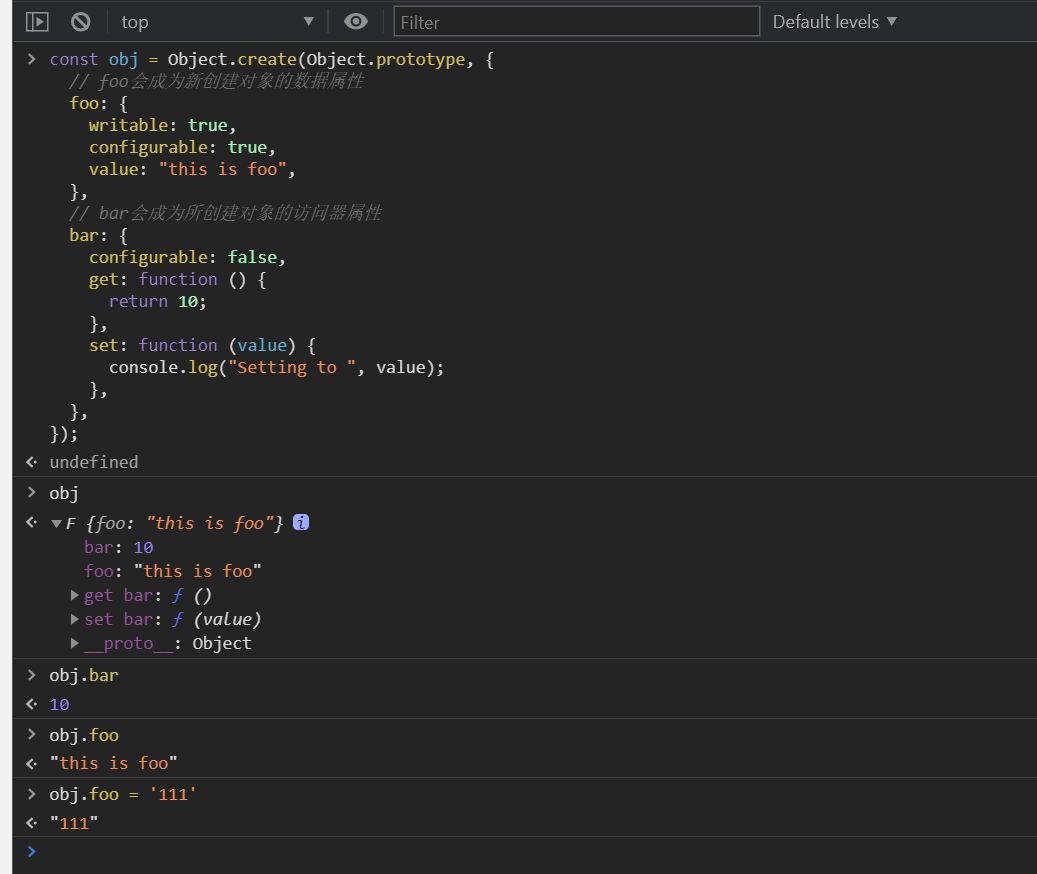 top
Filter
Default levels
const obj = Object.create(Object.prototype, {
// foo会成为新创建对象的数据属性
foo: {
writable: true,
configurable: true,
value: "this is foo",
},
// bar会成为所创建对象的访问器属性
bar: {
configurable: false,
get: function () {
return 10;
},
set: function (value) {
console.log("Setting to ", value);
},
},
});
undefined
obj
F {foo: "this is foo"} i
bar: 10
foo: "this is foo"
get bar: ƒ ()
set bar: ƒ (value)
__proto__: Object
obj.bar
10
obj.foo
"this is foo"
obj.foo = '111'
"111"